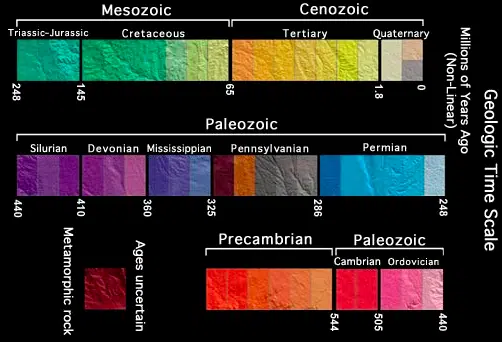 Mesozoic
Cenozoic
Triassic-Jurassic
Cretaceous
Tertiary
Quaternary
248
145
65
1.8
0
Millions of Years Ago
(Non-Linear)
Geologic Time Scale
Paleozoic
Silurian
Devonian
Mississippian
Pennsylvanian
Permian
440
410
360
325
286
248
Precambrian
Paleozoic
Cambrian
Ordovician
544
505
440
Ages uncertain
Metamorphic rock